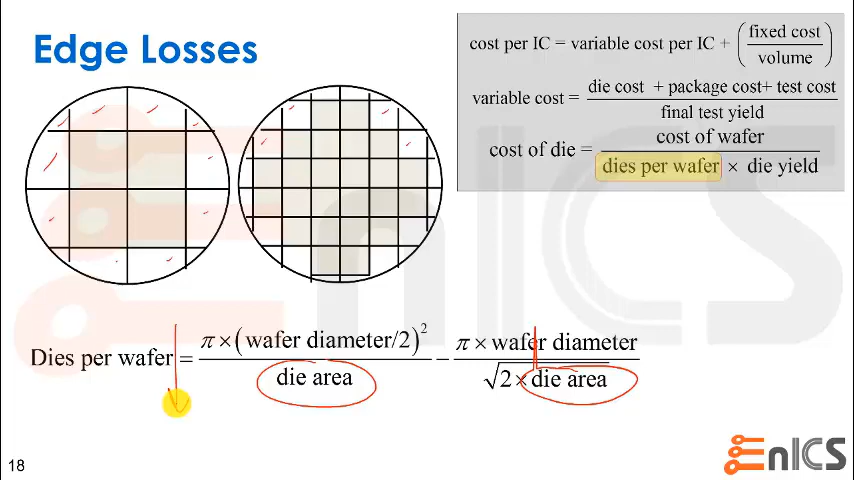 Edge Losses
cost per IC = variable cost per IC + (fixed cost / volume)
variable cost = die cost + package cost+ test cost / final test yield
cost of die = cost of wafer / dies per wafer × die yield
Dies per wafer = π×(wafer diameter/2)² / die area − π× wafer diameter / √2× die area
18
EnICS